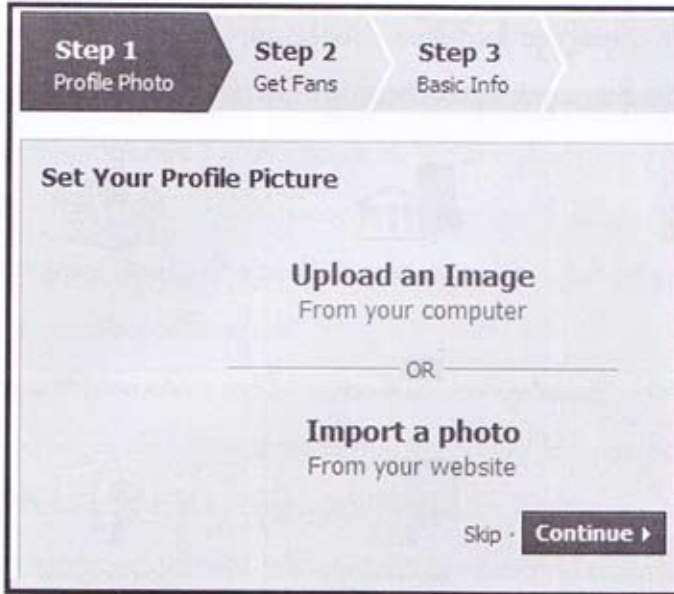 Step 1
Profile Photo
Step 2
Get Fans
Step 3
Basic Info
Set Your Profile Picture
Upload an Image
From your computer
OR
Import a photo
From your website
Skip · Continue